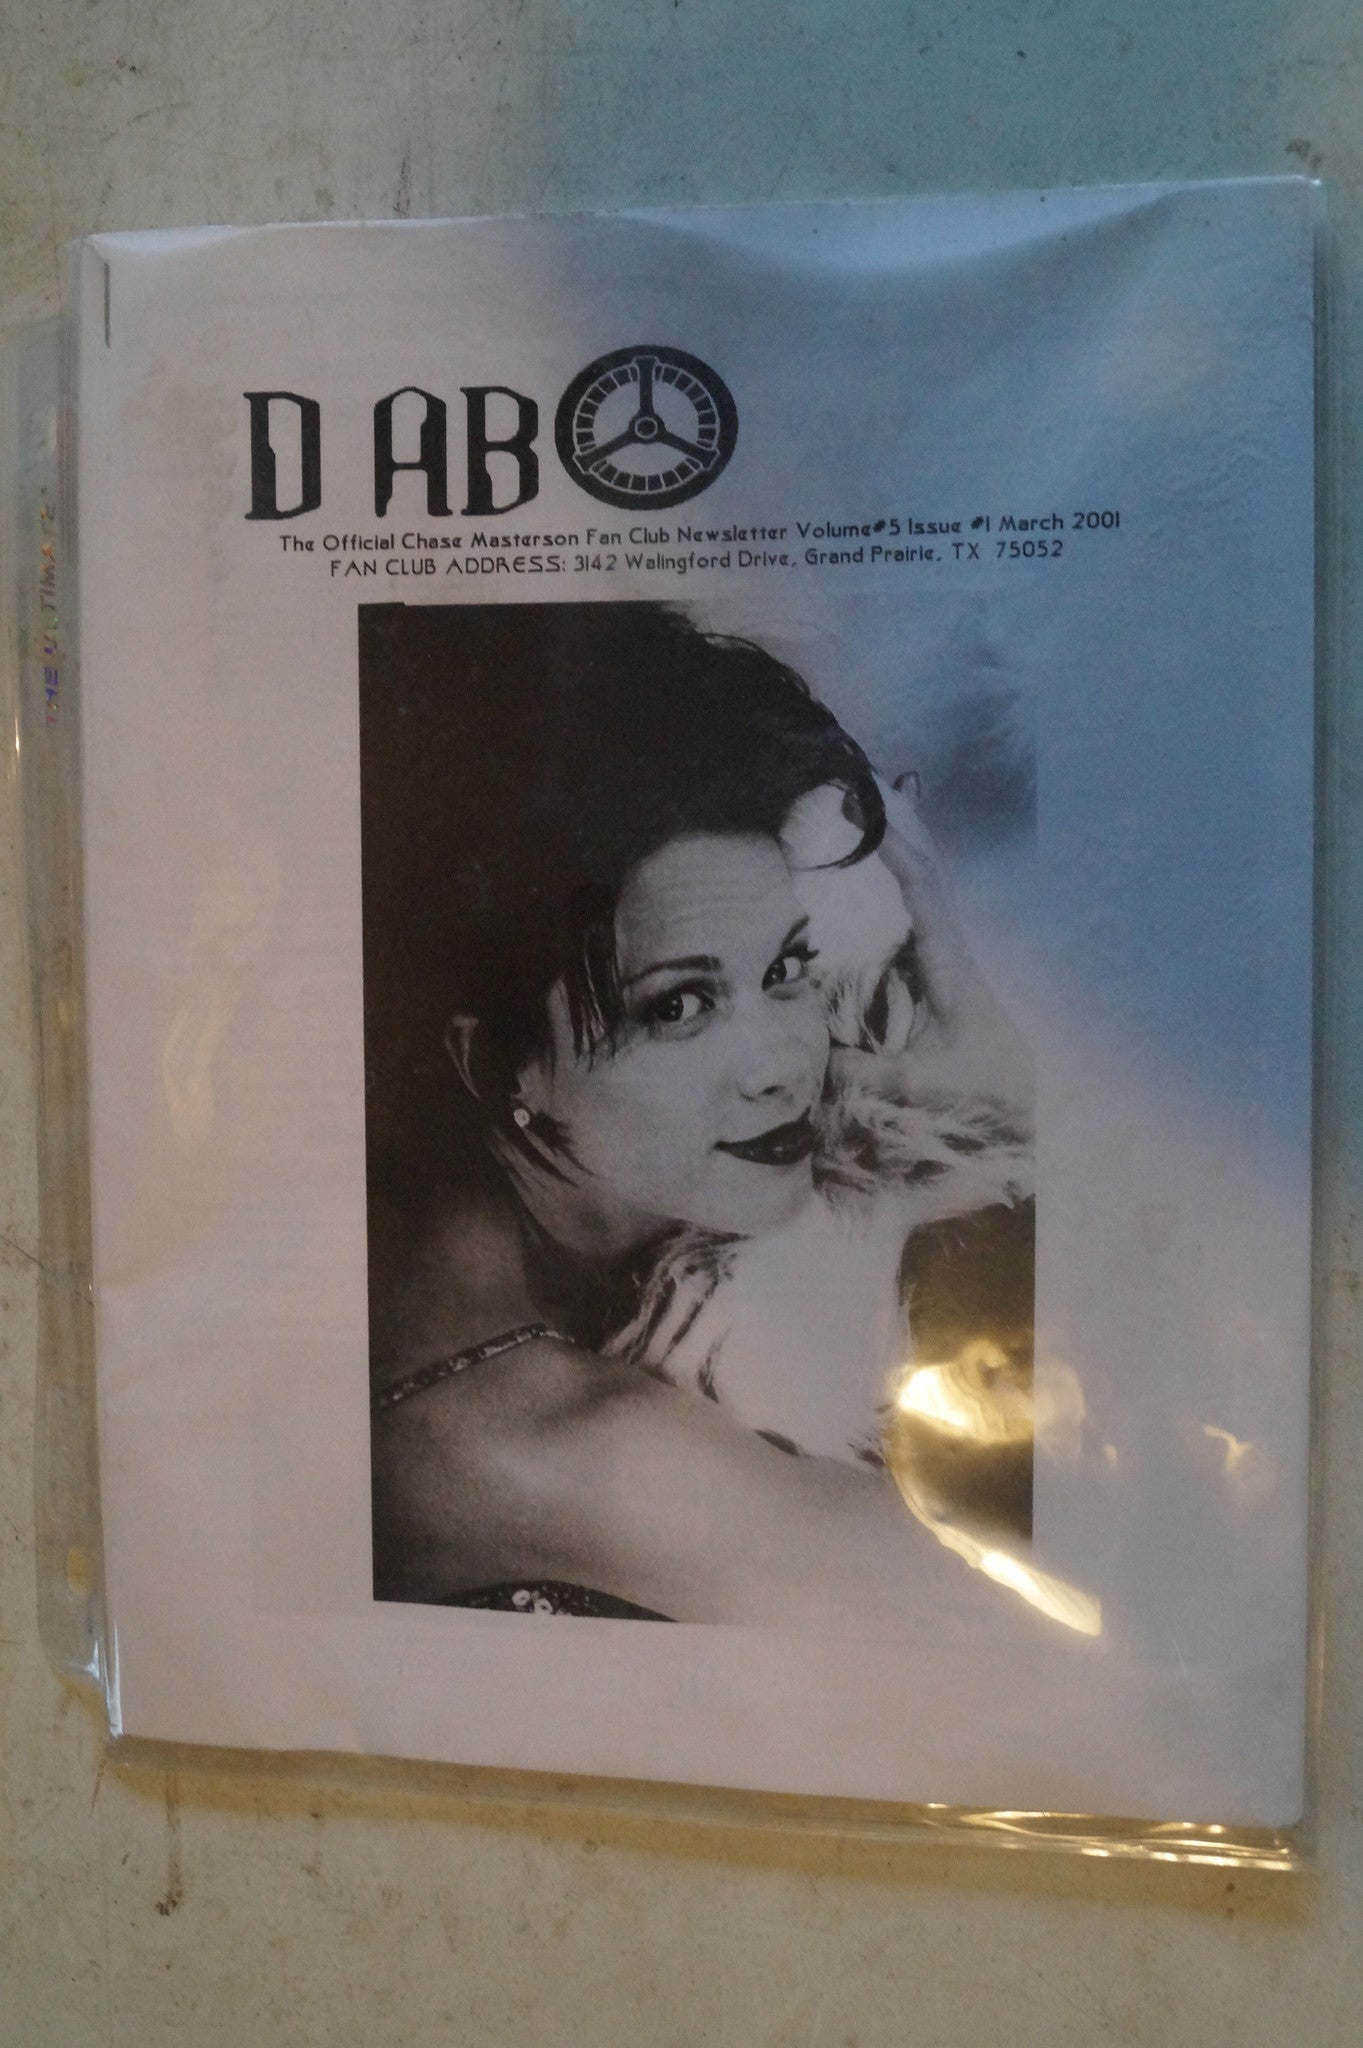 DABO
The Official Chase Masterson Fan Club Newsletter Volume#5 Issue #1 March 2001
FAN CLUB ADDRESS: 3142 Walingford Drive, Grand Prairie, TX 75052